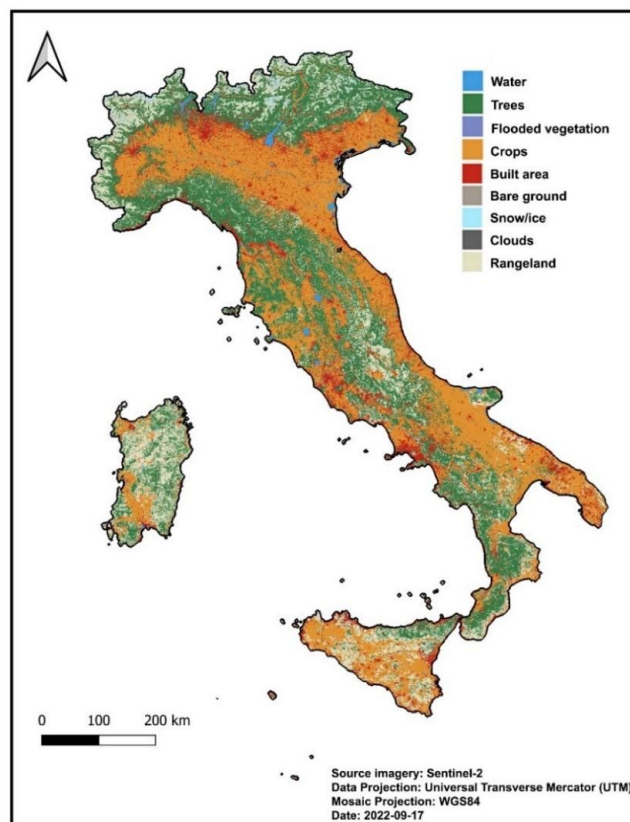 Water
Trees
Flooded vegetation
Crops
Built area
Bare ground
Snow/ice
Clouds
Rangeland
0 100 200 km
Source imagery: Sentinel-2
Data Projection: Universal Transverse Mercator (UTM)
Mosaic Projection: WGS84
Date: 2022-09-17